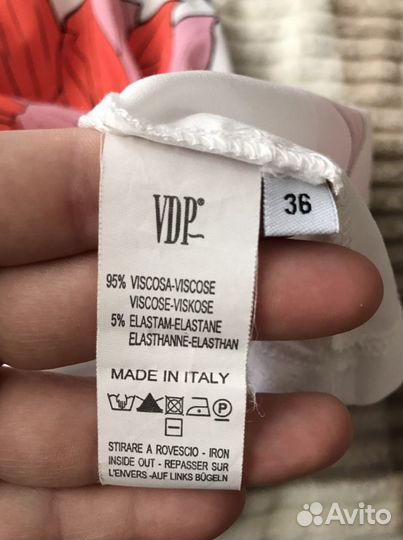 VDP®
36
95% VISCOSA-VISCOSE
VISCOSE-VISKOSE
5% ELASTAM-ELASTANE
ELASTHANNE-ELASTHAN
MADE IN ITALY
P
STIRARE A ROVESCIO - IRON
INSIDE OUT - REPASSER SUR
L'ENVERS -AUF LINKS BÜGELN
Avito